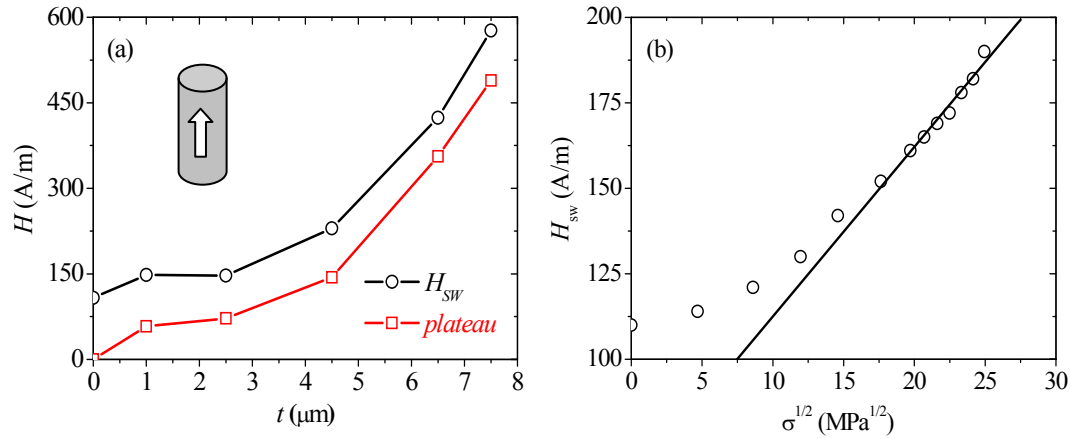 (a)
600
450
300
150
0
H (A/m)
0 1 2 3 4 5 6 7 8
t (μm)
H_SW
plateau
(b)
200
175
150
125
100
H_sw (A/m)
0 5 10 15 20 25 30
σ^1/2 (MPa^1/2)